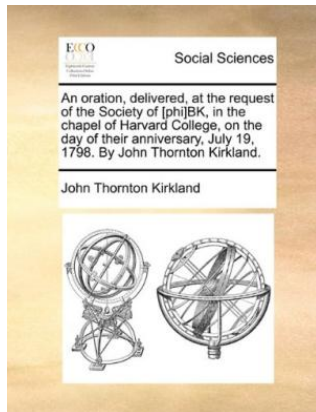 ECCO
Social Sciences
An oration, delivered, at the request
of the Society of [phi]BK, in the
chapel of Harvard College, on the
day of their anniversary, July 19,
1798. By John Thornton Kirkland.
John Thornton Kirkland